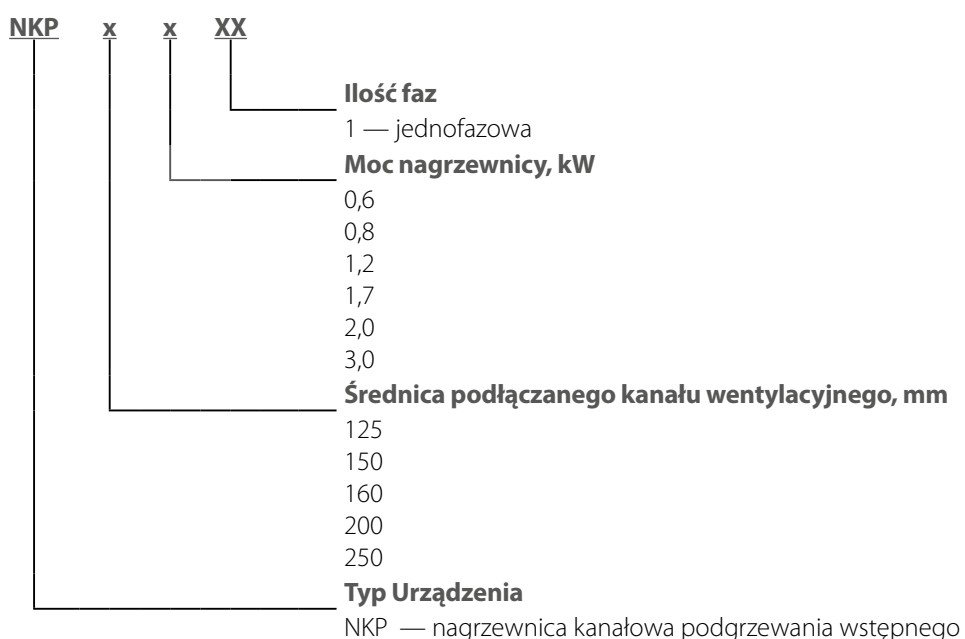 NKP x x XX
Ilość faz
1 — jednofazowa
Moc nagrzewnicy, kW
0,6
0,8
1,2
1,7
2,0
3,0
Średnica podłączanego kanału wentylacyjnego, mm
125
150
160
200
250
Typ Urządzenia
NKP — nagrzewnica kanałowa podgrzewania wstępnego